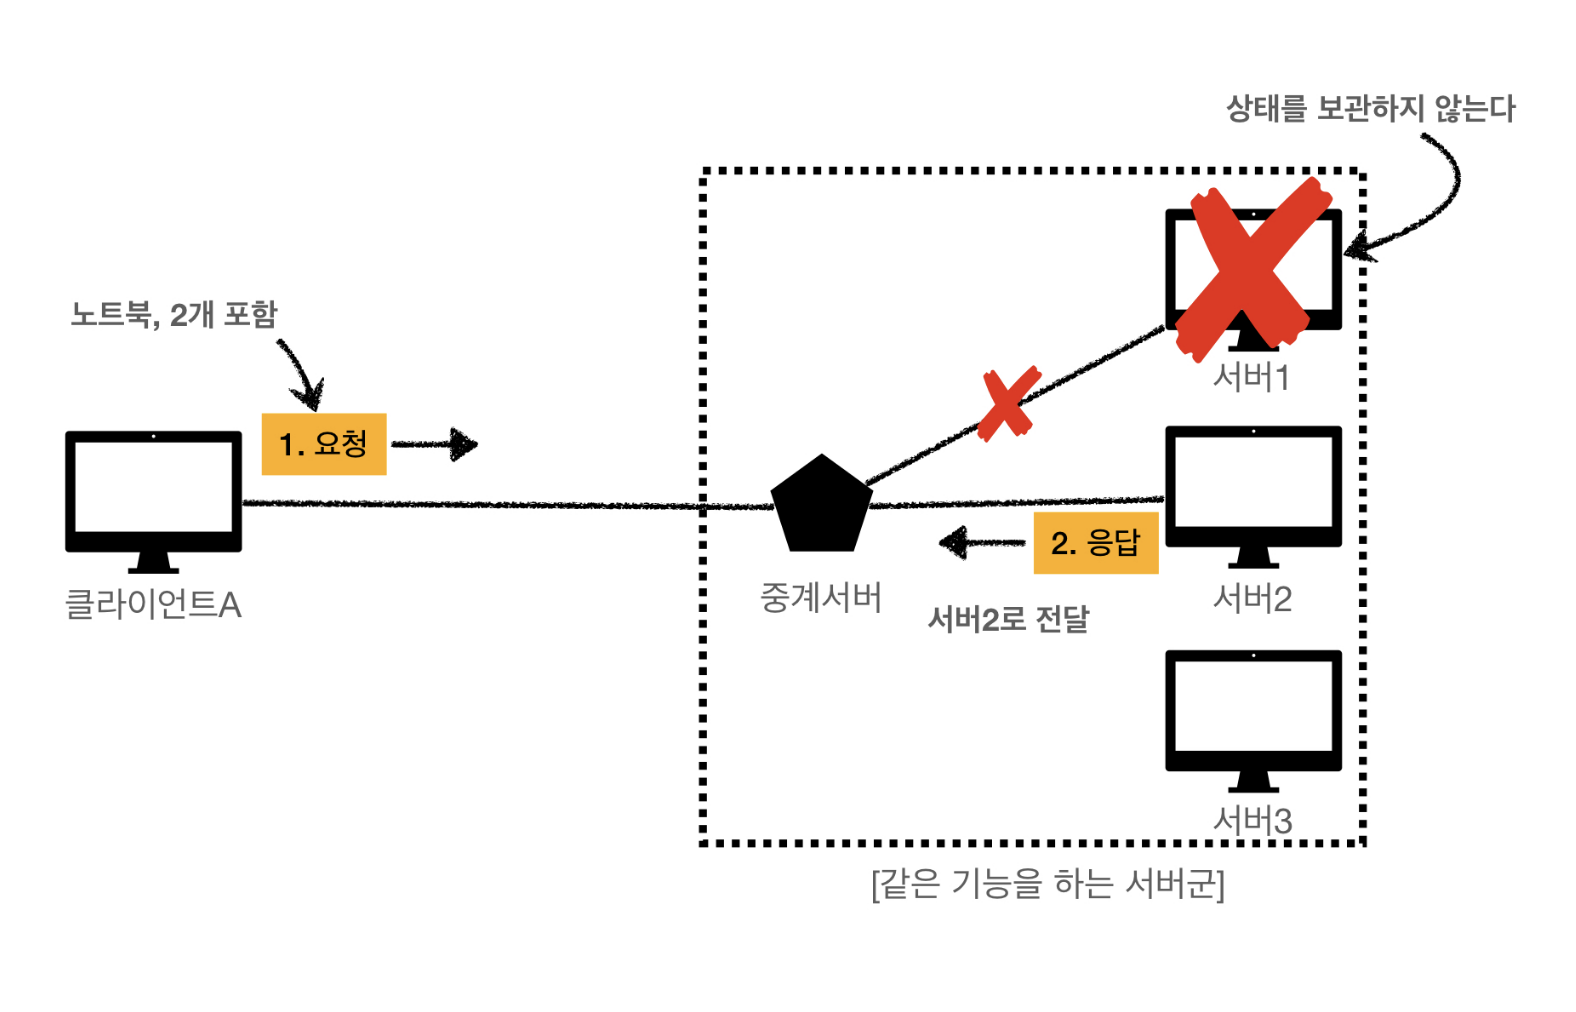 상태를 보관하지 않는다
노트북, 2개 포함
서버1
1. 요청
2. 응답
클라이언트A
중계서버
서버2로 전달
서버2
서버3
[같은 기능을 하는 서버군]